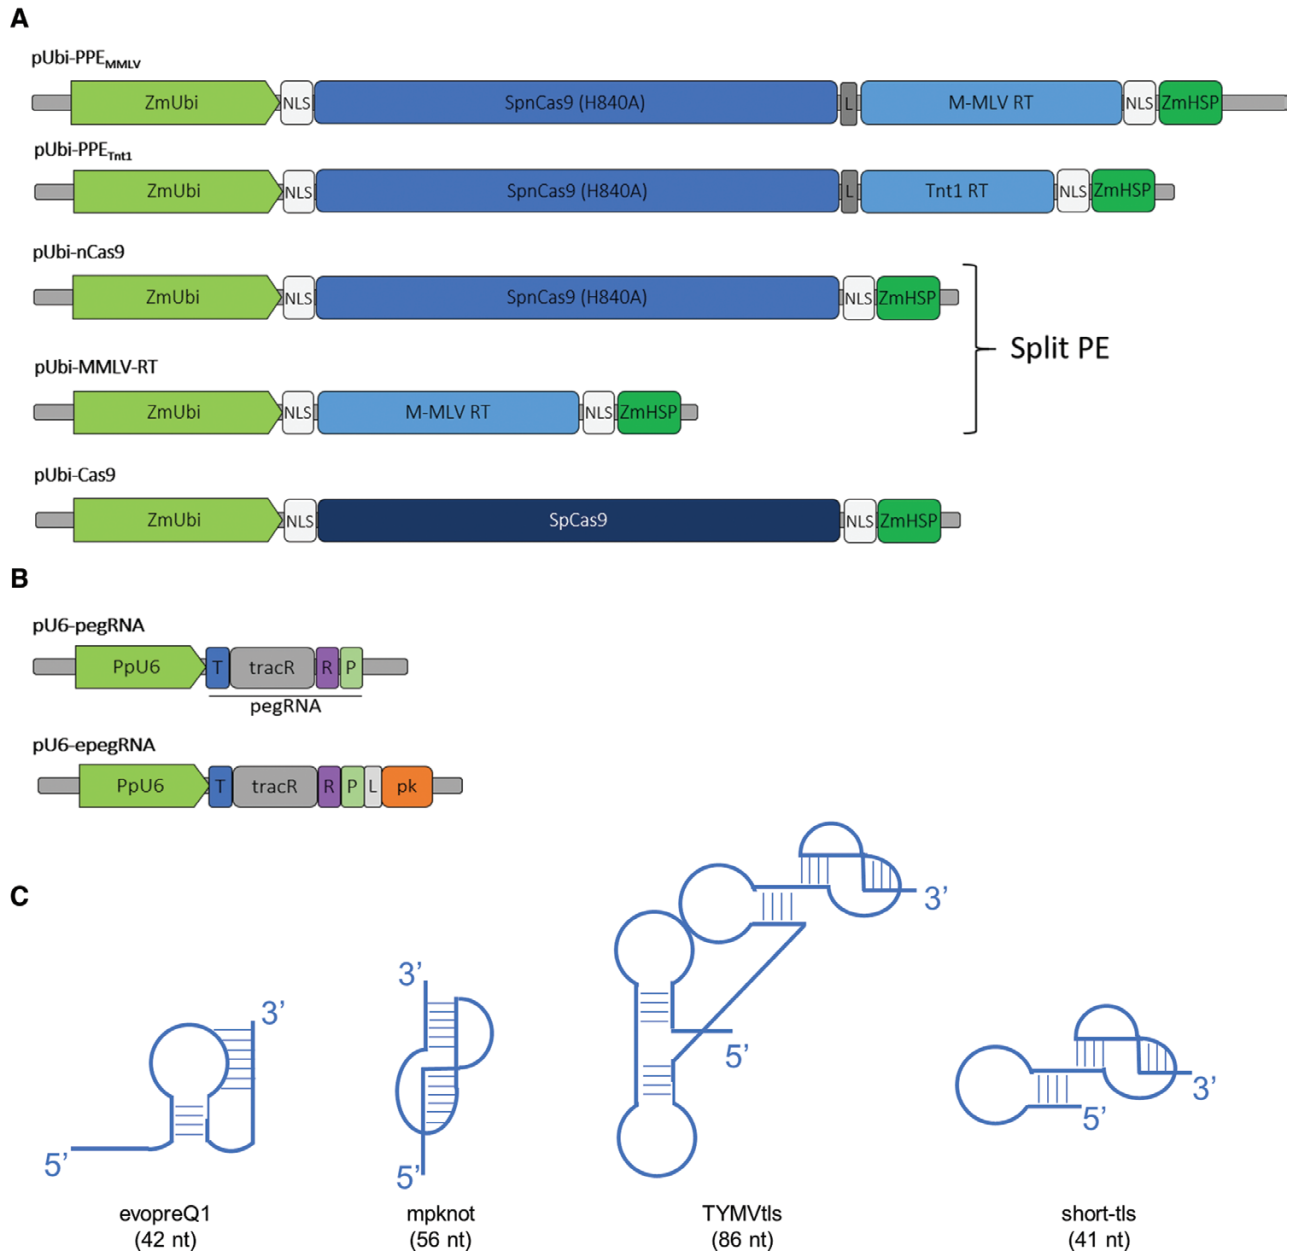 A
pUbi-PPEMMLV
ZmUbi NLS SpnCas9 (H840A) L M-MLV RT NLS ZmHSP
pUbi-PPETnt1
ZmUbi NLS SpnCas9 (H840A) L Tnt1 RT NLS ZmHSP
pUbi-nCas9
ZmUbi NLS SpnCas9 (H840A) NLS ZmHSP
Split PE
pUbi-MMLV-RT
ZmUbi NLS M-MLV RT NLS ZmHSP
pUbi-Cas9
ZmUbi NLS SpCas9 NLS ZmHSP
B
pU6-pegRNA
PpU6 T tracR R P
pegRNA
pU6-epegRNA
PpU6 T tracR R P L pk
C
3’
5’
3’
5’
3’
5’
3’
5’
evopreQ1 mpknot TYMVtls short-tls
(42 nt) (56 nt) (86 nt) (41 nt)